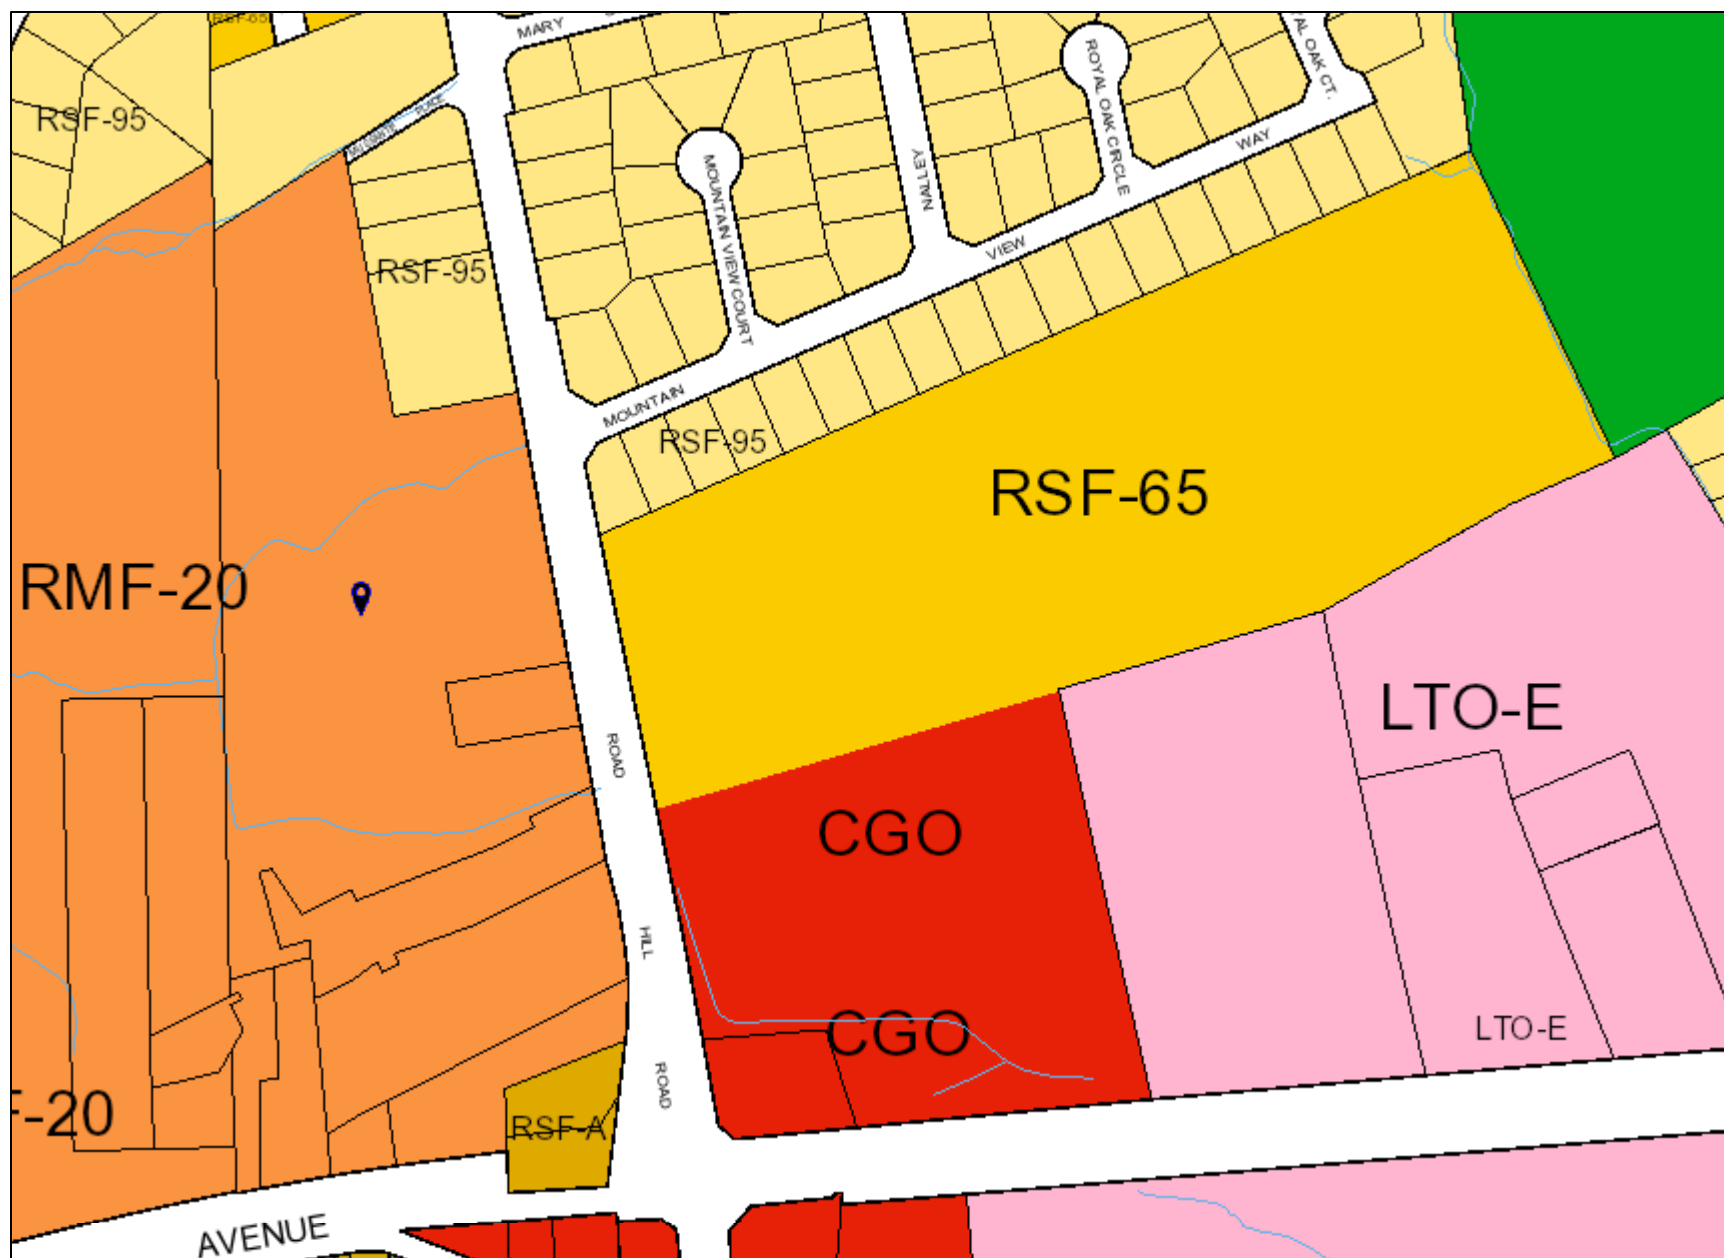 RSF-65
MARY
ROYAL OAK CIRCLE
OAK CT.
RSF-95
PLACE
WAY
MOUNTAIN VIEW COURT
VALLEY
VIEW
RSF-95
MOUNTAIN
RSF-95
RSF-65
RMF-20
LTO-E
ROAD
CGO
HILL
CGO
LTO-E
ROAD
F-20
RSF-A
AVENUE